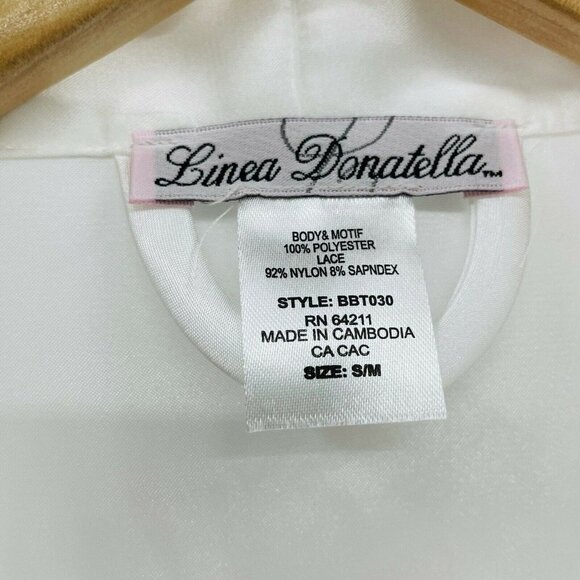 Linea Donatella™
BODY& MOTIF
100% POLYESTER
LACE
92% NYLON 8% SAPNDEX
STYLE: BBT030
RN 64211
MADE IN CAMBODIA
CA CAC
SIZE: S/M